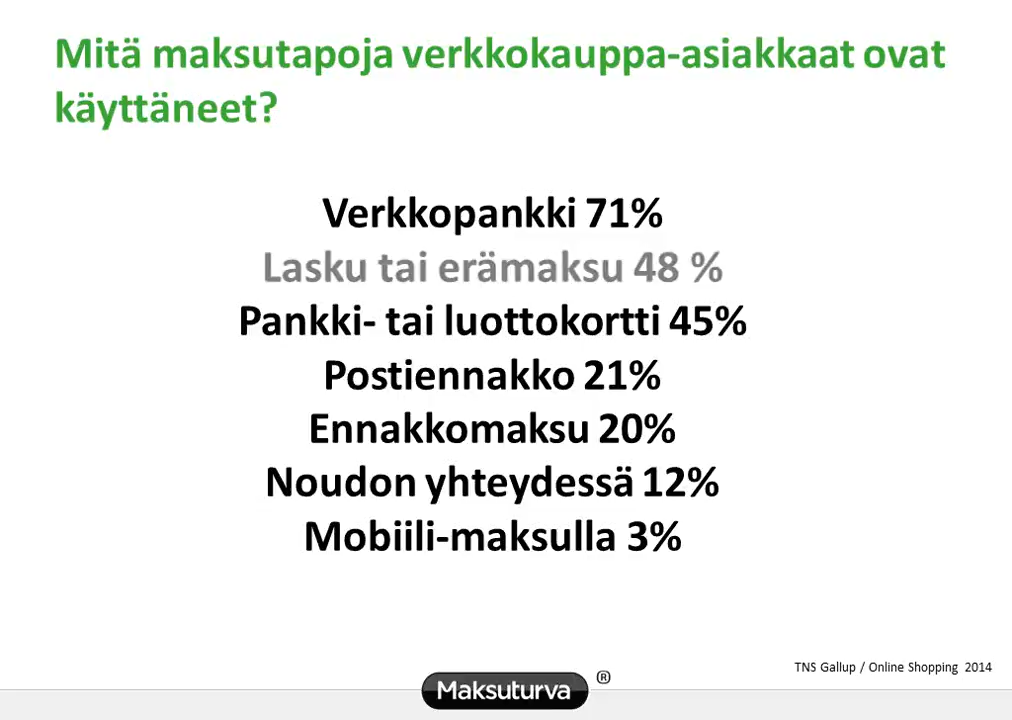 Mitä maksutapoja verkkokauppa-asiakkaat ovat
käyttäneet?
Verkkopankki 71%
Lasku tai erämaksu 48 %
Pankki- tai luottokortti 45%
Postiennakko 21%
Ennakkomaksu 20%
Noudon yhteydessä 12%
Mobiili-maksulla 3%
TNS Gallup / Online Shopping 2014
Maksuturva ®